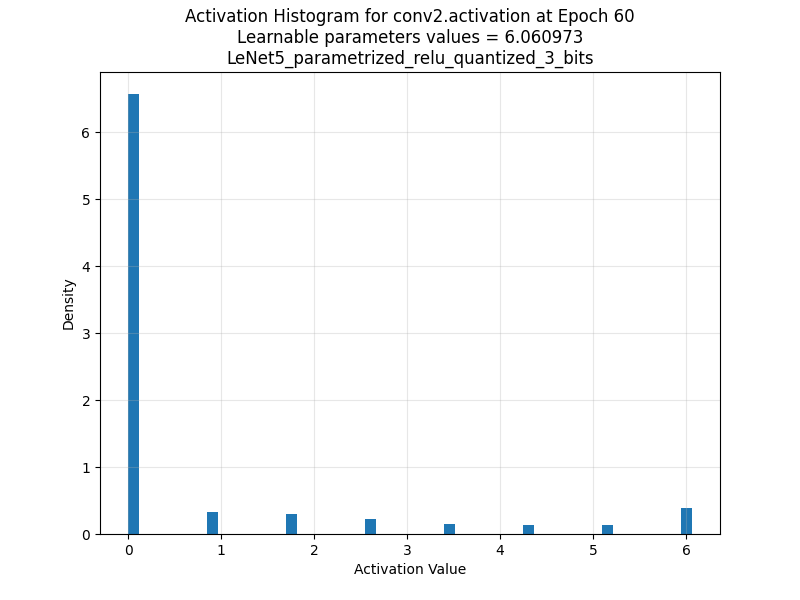 Activation Histogram for conv2.activation at Epoch 60
Learnable parameters values = 6.060973
LeNet5_parametrized_relu_quantized_3_bits
Density
6
5
4
3
2
1
0
0 1 2 3 4 5 6
Activation Value